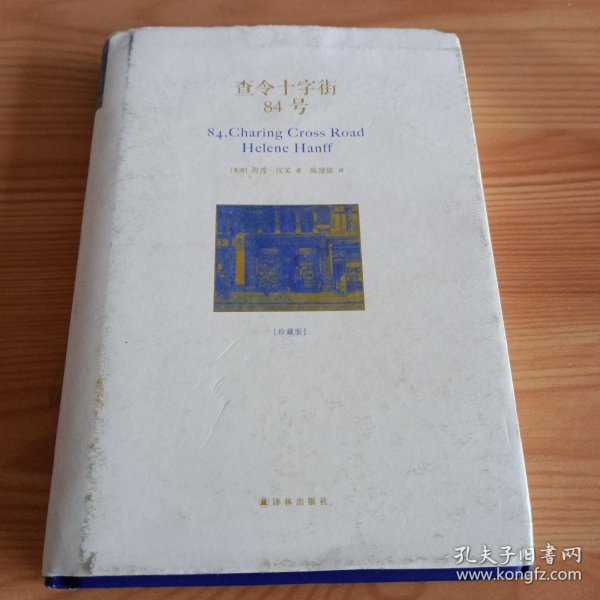 查令十字街
84号
84,Charing Cross Road
Helene Hanff
[美国] 海莲·汉芙 著 陈建铭 译
[珍藏版]
译林出版社
孔夫子旧书网
www.kongfz.com